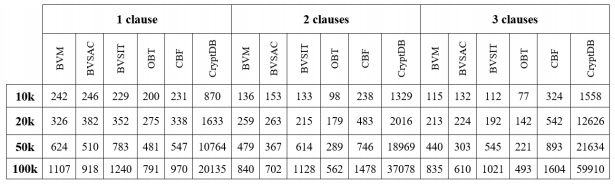 1 clause 2 clauses 3 clauses
BVM BVSAC BVSIT OBT CBF CryptDB BVM BVSAC BVSIT OBT CBF CryptDB BVM BVSAC BVSIT OBT CBF CryptDB
10k 242 246 229 200 231 870 136 153 133 98 238 1329 115 132 112 77 324 1558
20k 326 382 352 275 338 1633 259 263 215 179 483 2016 213 224 192 142 542 12626
50k 624 510 783 481 547 10764 479 367 614 289 746 18969 440 303 545 221 893 21634
100k 1107 918 1240 791 970 20135 840 702 1128 562 1478 37078 835 610 1021 493 1604 59910